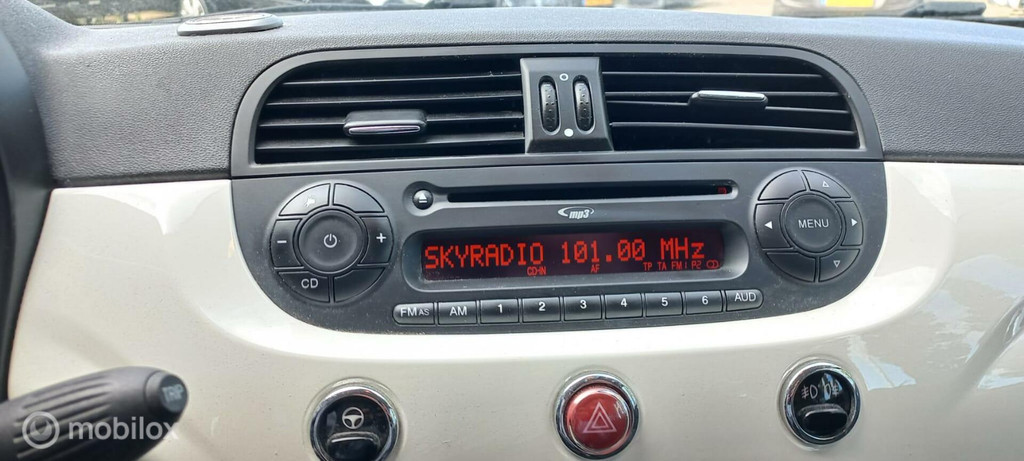 mp3
SKYRADIO 101.00 MHz
CD-IN AF TP TA FM I P2 CD
CD
MENU
FM AS AM 1 2 3 4 5 6 AUD
TRIP
mobilox